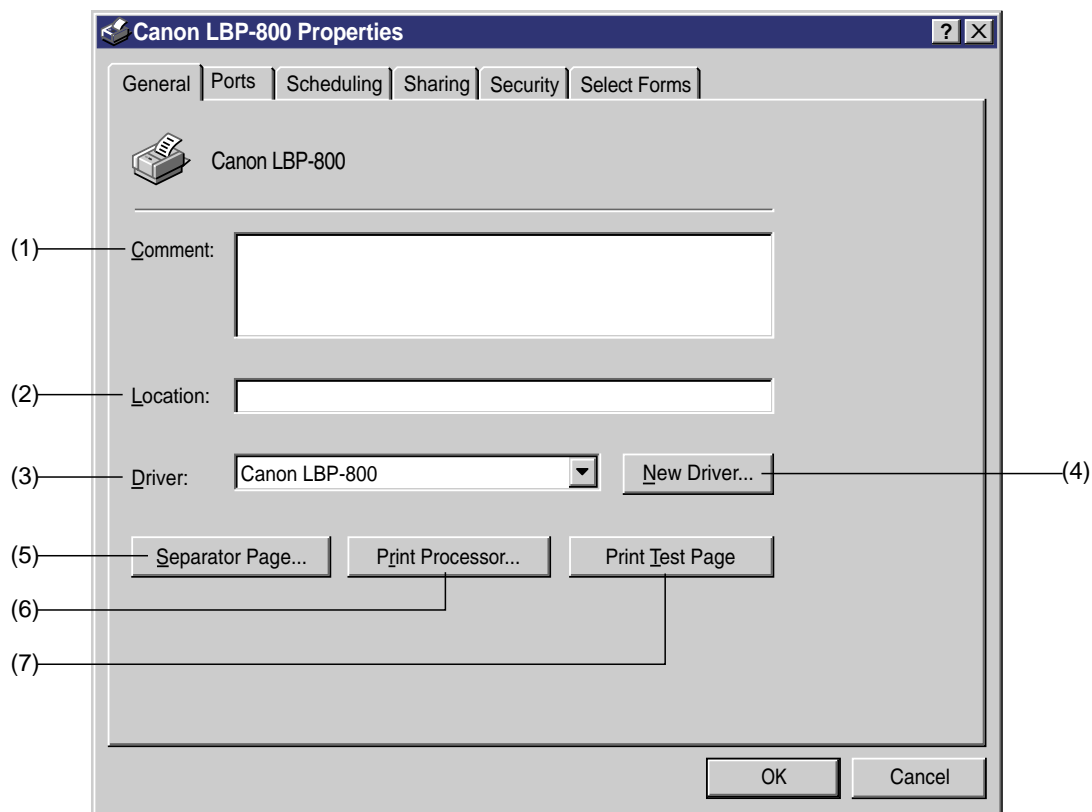 Canon LBP-800 Properties
? X
General Ports Scheduling Sharing Security Select Forms
Canon LBP-800
(1) Comment:
(2) Location:
(3) Driver: Canon LBP-800 New Driver... (4)
(5) Separator Page... Print Processor... Print Test Page
(6)
(7)
OK Cancel